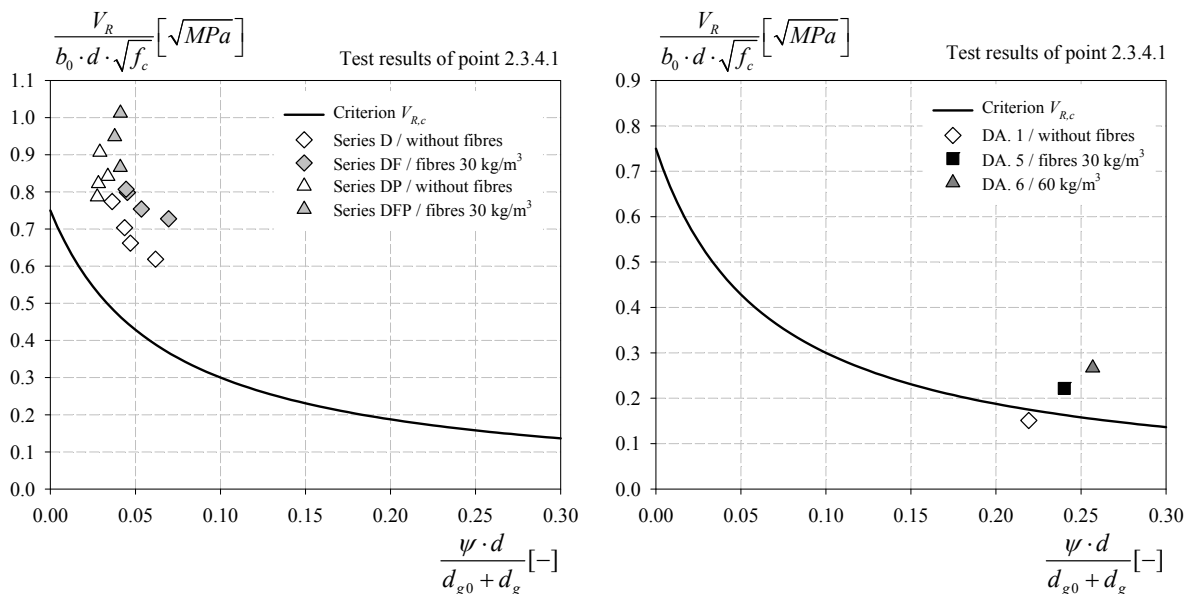 V_R / (b_0 · d · √f_c) [√MPa]
Test results of point 2.3.4.1
1.1
1.0
0.9
0.8
0.7
0.6
0.5
0.4
0.3
0.2
0.1
0.0
Criterion V_{R,c}
Series D / without fibres
Series DF / fibres 30 kg/m³
Series DP / without fibres
Series DFP / fibres 30 kg/m³
0.00 0.05 0.10 0.15 0.20 0.25 0.30
ψ · d / (d_{g0} + d_g) [−]
V_R / (b_0 · d · √f_c) [√MPa]
Test results of point 2.3.4.1
0.9
0.8
0.7
0.6
0.5
0.4
0.3
0.2
0.1
0.0
Criterion V_{R,c}
DA. 1 / without fibres
DA. 5 / fibres 30 kg/m³
DA. 6 / 60 kg/m³
0.00 0.05 0.10 0.15 0.20 0.25 0.30
ψ · d / (d_{g0} + d_g) [−]